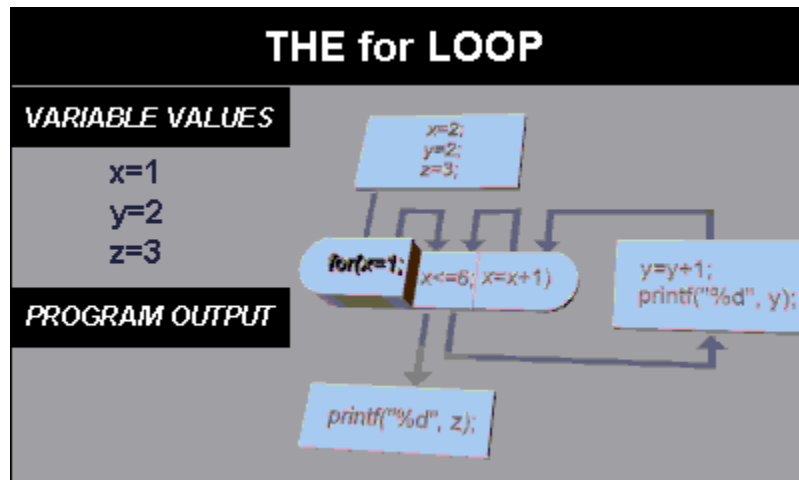 THE for LOOP
VARIABLE VALUES
x=1
y=2
z=3
PROGRAM OUTPUT
x=2;
y=2;
z=3;
for(x=1;
x<=6;
x=x+1)
y=y+1;
printf("%d", y);
printf("%d", z);